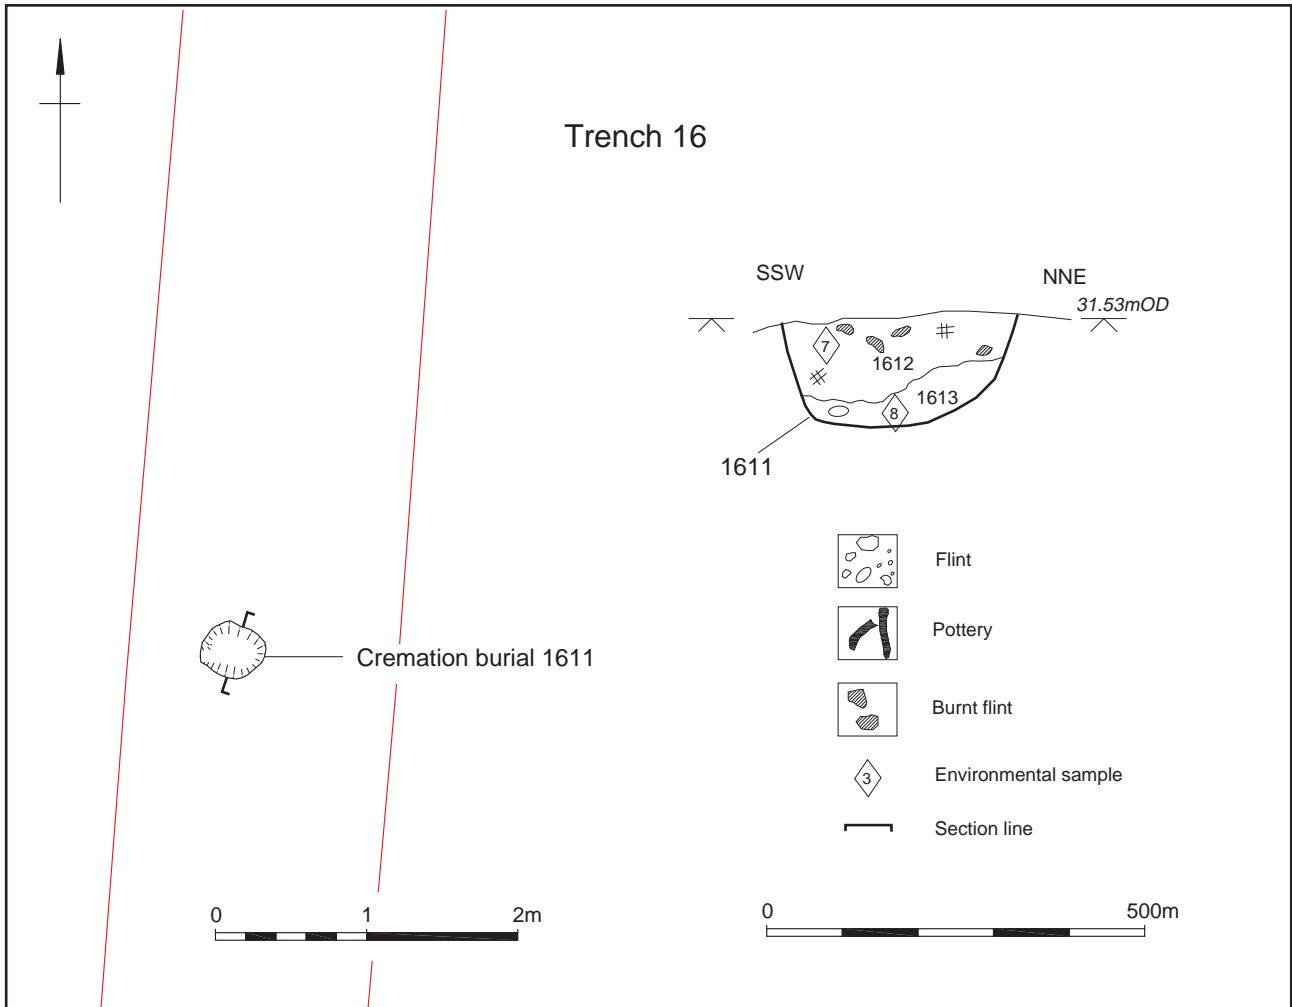 Trench 16
SSW
NNE
31.53mOD
7
1612
1613
8
1611
Flint
Pottery
Cremation burial 1611
Burnt flint
3 Environmental sample
Section line
0 1 2m
0 500m